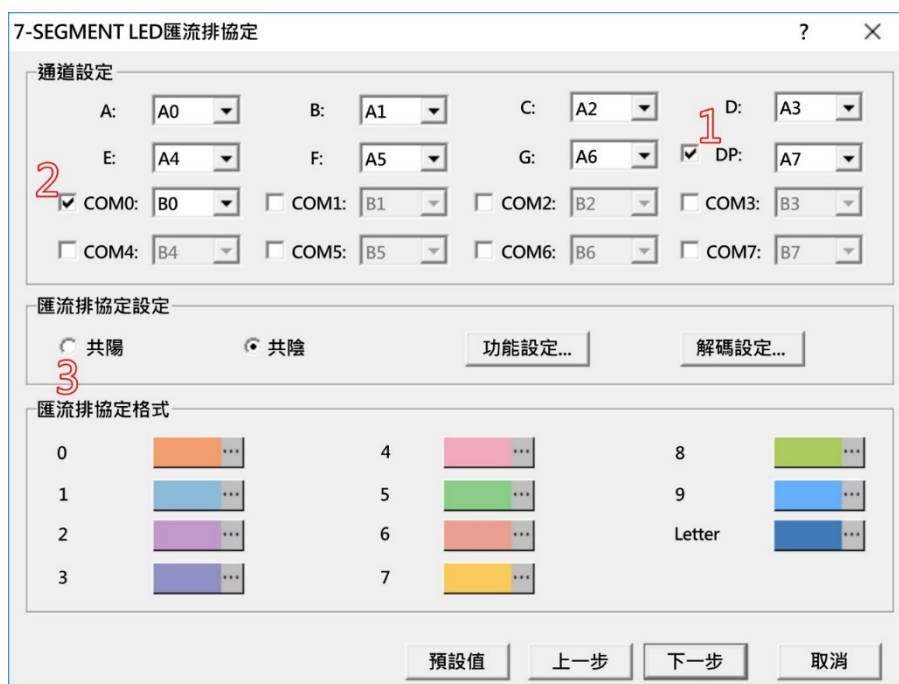 7-SEGMENT LED匯流排協定 ? ×
通道設定
A: A0 B: A1 C: A2 D: A3
1
E: A4 F: A5 G: A6 DP: A7
2
COM0: B0 COM1: B1 COM2: B2 COM3: B3
COM4: B4 COM5: B5 COM6: B6 COM7: B7
匯流排協定設定
共陽 共陰 功能設定... 解碼設定...
3
匯流排協定格式
0 ... 4 ... 8 ...
1 ... 5 ... 9 ...
2 ... 6 ... Letter ...
3 ... 7 ...
預設值 上一步 下一步 取消